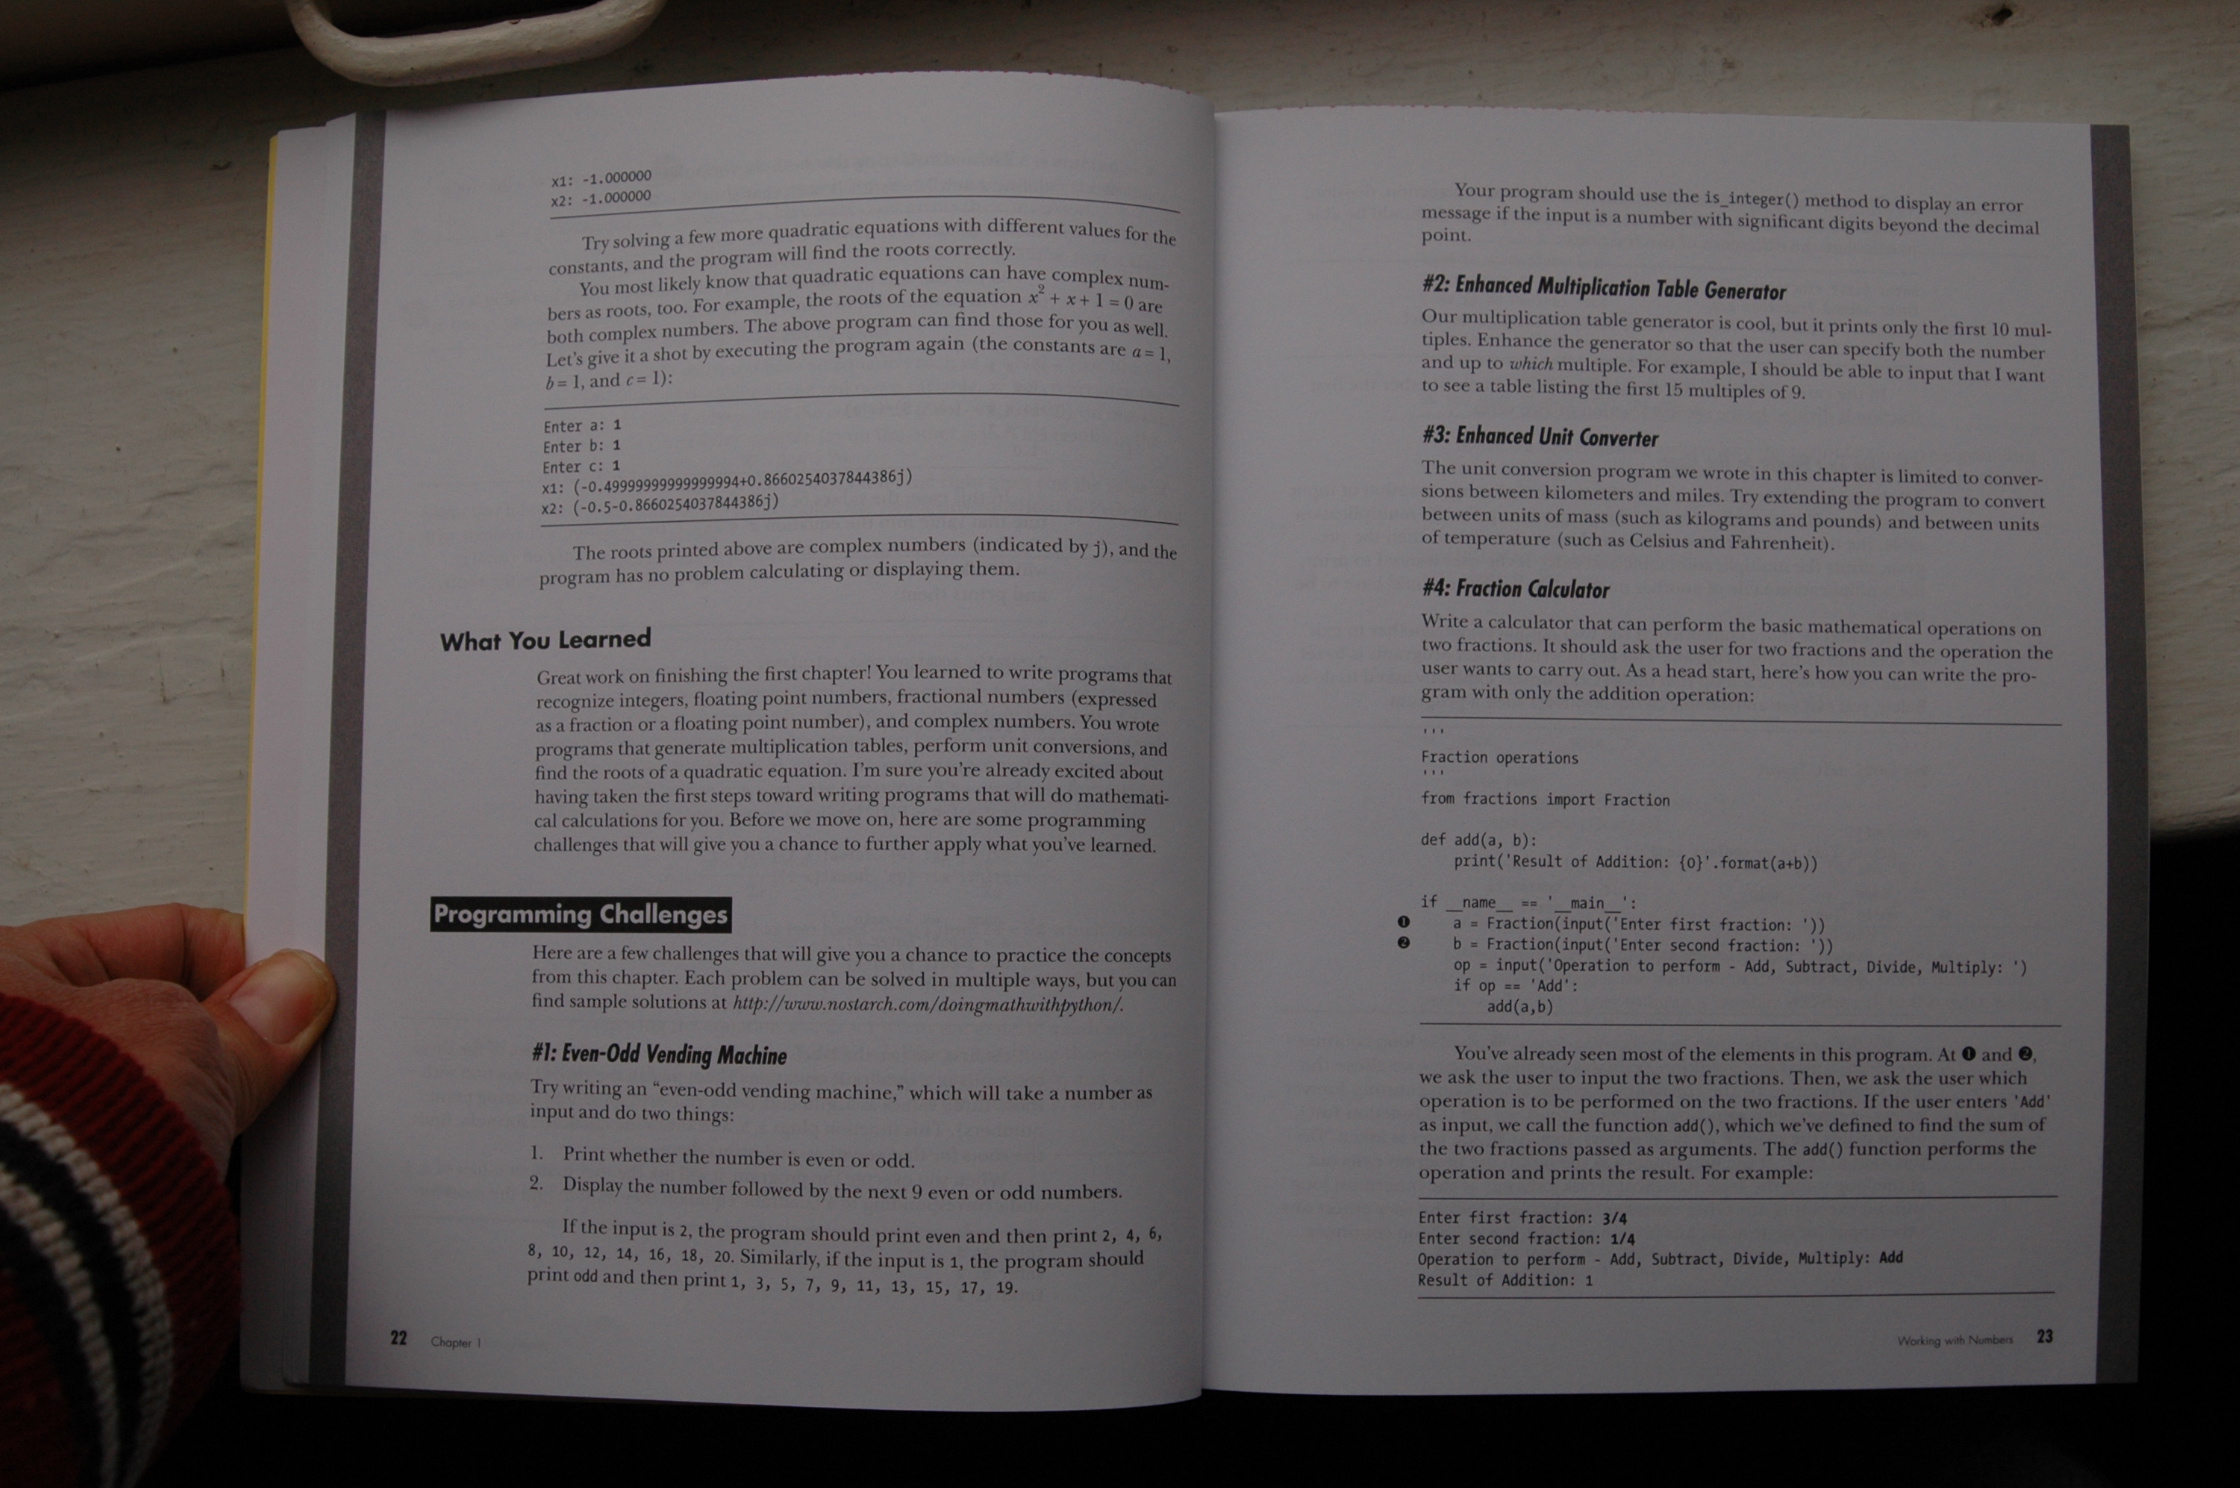 x1: -1.000000
x2: -1.000000
Try solving a few more quadratic equations with different values for the
constants, and the program will find the roots correctly.
You most likely know that quadratic equations can have complex num-
bers as roots, too. For example, the roots of the equation x² + x + 1 = 0 are
both complex numbers. The above program can find those for you as well.
Let's give it a shot by executing the program again (the constants are a = 1,
b = 1, and c = 1):
Enter a: 1
Enter b: 1
Enter c: 1
x1: (-0.49999999999999994+0.8660254037844386j)
x2: (-0.5-0.8660254037844386j)
The roots printed above are complex numbers (indicated by j), and the
program has no problem calculating or displaying them.
What You Learned
Great work on finishing the first chapter! You learned to write programs that
recognize integers, floating point numbers, fractional numbers (expressed
as a fraction or a floating point number), and complex numbers. You wrote
programs that generate multiplication tables, perform unit conversions, and
find the roots of a quadratic equation. I'm sure you're already excited about
having taken the first steps toward writing programs that will do mathemati-
cal calculations for you. Before we move on, here are some programming
challenges that will give you a chance to further apply what you've learned.
Programming Challenges
Here are a few challenges that will give you a chance to practice the concepts
from this chapter. Each problem can be solved in multiple ways, but you can
find sample solutions at http://www.nostarch.com/doingmathwithpython/.
#1: Even-Odd Vending Machine
Try writing an “even-odd vending machine,” which will take a number as
input and do two things:
1. Print whether the number is even or odd.
2. Display the number followed by the next 9 even or odd numbers.
If the input is 2, the program should print even and then print 2, 4, 6,
8, 10, 12, 14, 16, 18, 20. Similarly, if the input is 1, the program should
print odd and then print 1, 3, 5, 7, 9, 11, 13, 15, 17, 19.
22 Chapter 1
Your program should use the is_integer() method to display an error
message if the input is a number with significant digits beyond the decimal
point.
#2: Enhanced Multiplication Table Generator
Our multiplication table generator is cool, but it prints only the first 10 mul-
tiples. Enhance the generator so that the user can specify both the number
and up to which multiple. For example, I should be able to input that I want
to see a table listing the first 15 multiples of 9.
#3: Enhanced Unit Converter
The unit conversion program we wrote in this chapter is limited to conver-
sions between kilometers and miles. Try extending the program to convert
between units of mass (such as kilograms and pounds) and between units
of temperature (such as Celsius and Fahrenheit).
#4: Fraction Calculator
Write a calculator that can perform the basic mathematical operations on
two fractions. It should ask the user for two fractions and the operation the
user wants to carry out. As a head start, here's how you can write the pro-
gram with only the addition operation:
'''
Fraction operations
'''
from fractions import Fraction
def add(a, b):
    print('Result of Addition: {0}'.format(a+b))
if __name__ == '__main__':
❶ a = Fraction(input('Enter first fraction: '))
❷ b = Fraction(input('Enter second fraction: '))
    op = input('Operation to perform - Add, Subtract, Divide, Multiply: ')
    if op == 'Add':
        add(a,b)
You've already seen most of the elements in this program. At ❶ and ❷,
we ask the user to input the two fractions. Then, we ask the user which
operation is to be performed on the two fractions. If the user enters 'Add'
as input, we call the function add(), which we've defined to find the sum of
the two fractions passed as arguments. The add() function performs the
operation and prints the result. For example:
Enter first fraction: 3/4
Enter second fraction: 1/4
Operation to perform - Add, Subtract, Divide, Multiply: Add
Result of Addition: 1
Working with Numbers 23